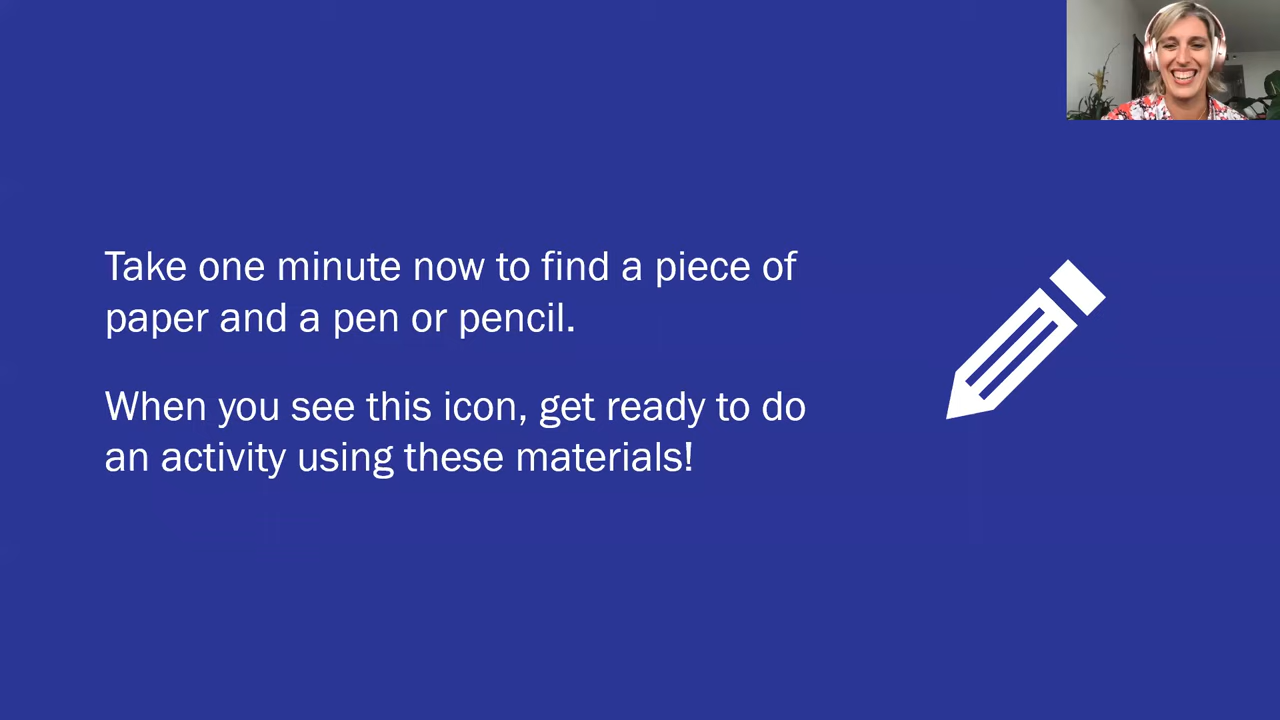 Take one minute now to find a piece of
paper and a pen or pencil.
When you see this icon, get ready to do
an activity using these materials!